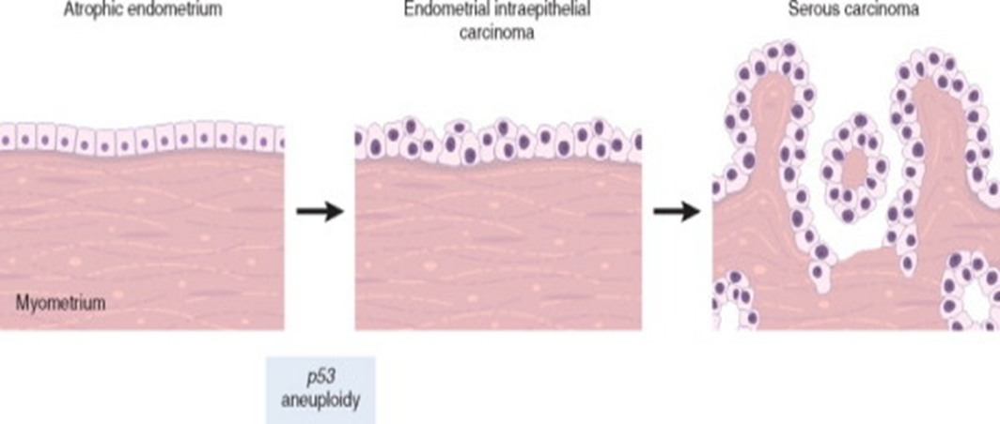 Atrophic endometrium
Endometrial intraepithelial
carcinoma
Serous carcinoma
Myometrium
p53
aneuploidy